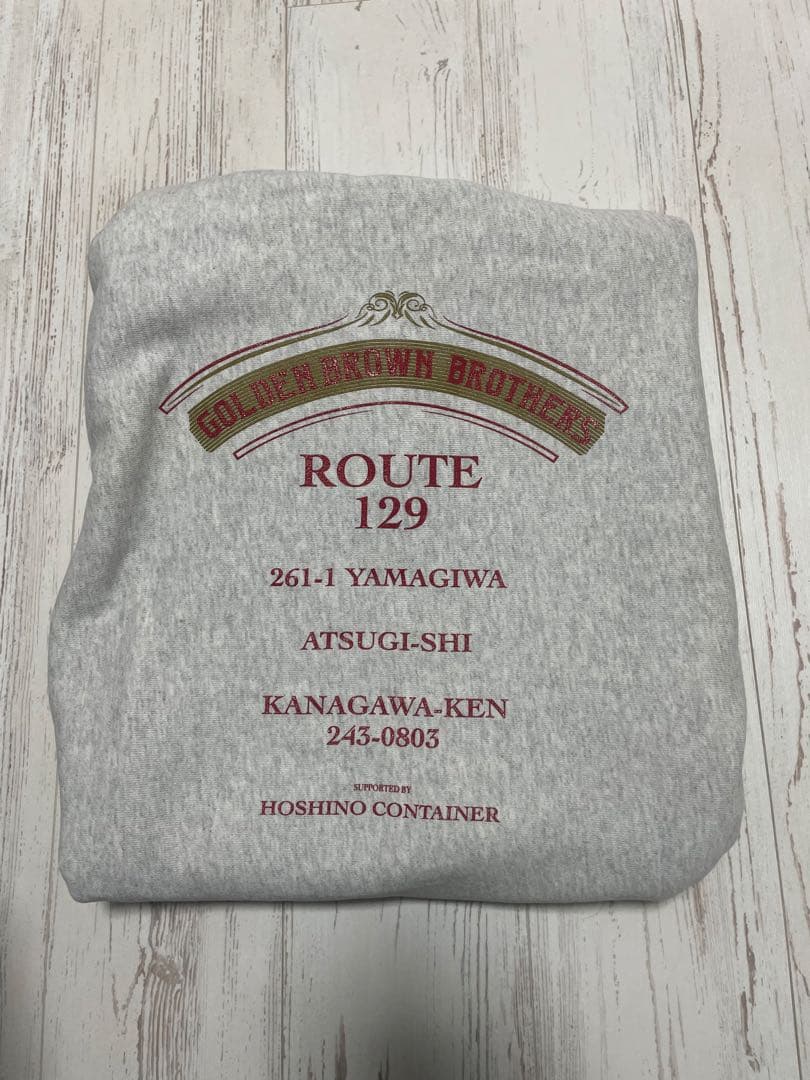 GOLDEN BROWN BROTHERS
ROUTE
129
261-1 YAMAGIWA
ATSUGI-SHI
KANAGAWA-KEN
243-0803
SUPPORTED BY
HOSHINO CONTAINER